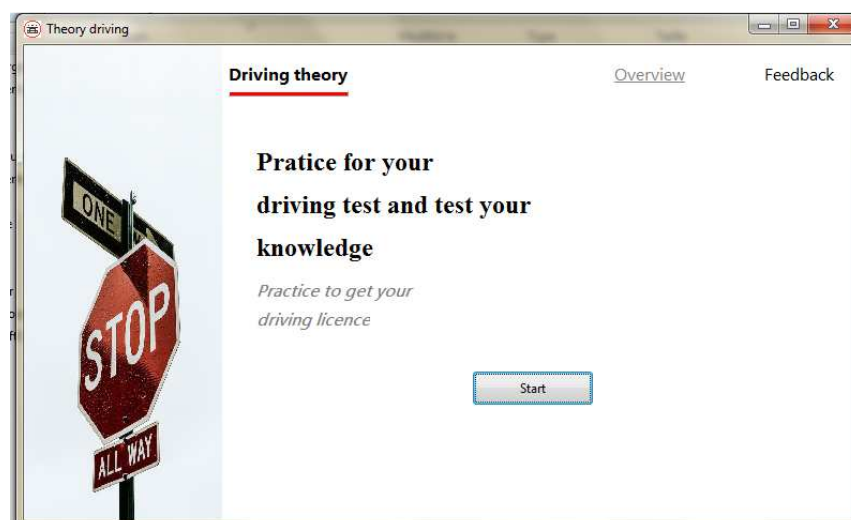 Theory driving
Driving theory
Overview
Feedback
Pratice for your
driving test and test your
knowledge
Practice to get your
driving licence
Start
ONE
STOP
ALL WAY